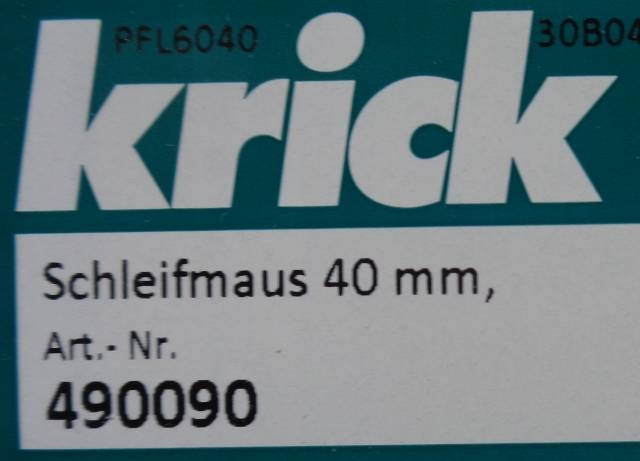 PFL6040 30B04
krick
Schleifmaus 40 mm,
Art.- Nr.
490090